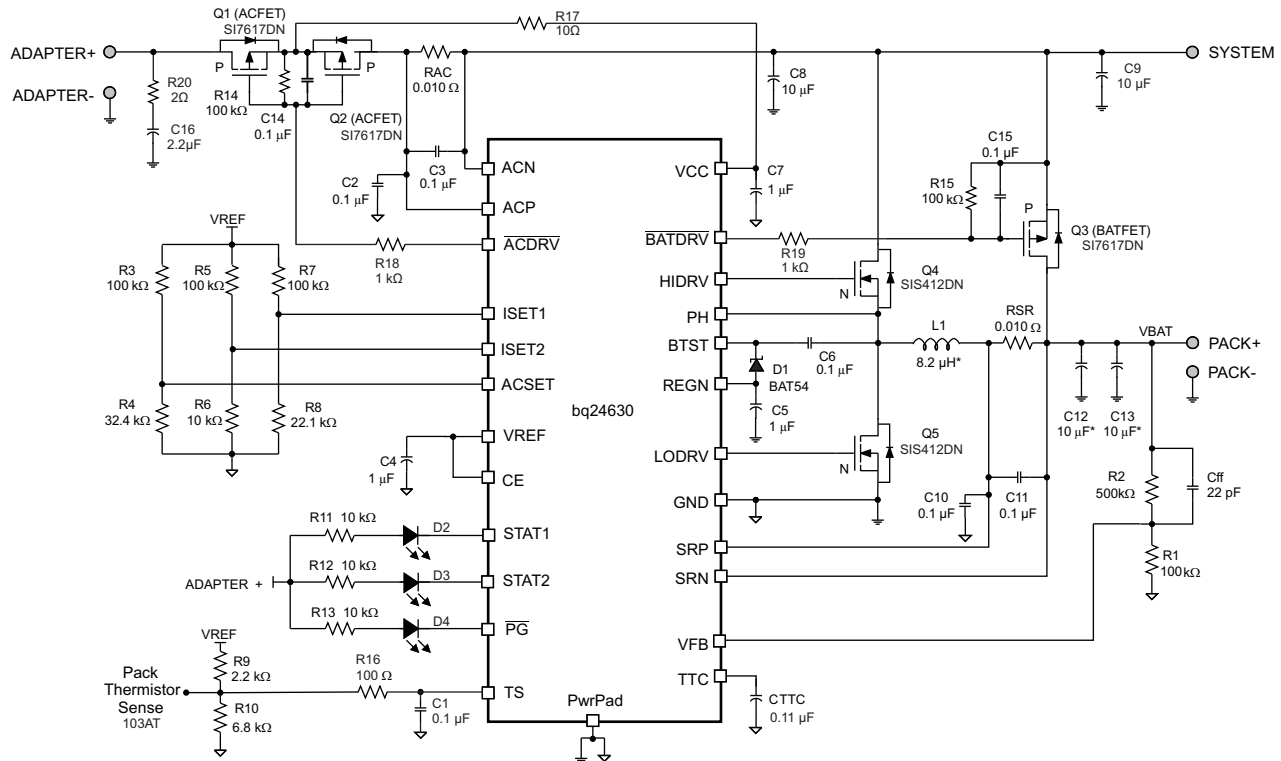 Q1 (ACFET)
SI7617DN
R17
10Ω
ADAPTER+
P
P
RAC
0.010 Ω
SYSTEM
R20
2Ω
R14
100 kΩ
C8
10 µF
C9
10 µF
ADAPTER-
C14
0.1 µF
Q2 (ACFET)
SI7617DN
C16
2.2µF
C15
0.1 µF
C3
0.1 µF
C2
0.1 µF
ACN
VCC
C7
1 µF
R15
100 kΩ
ACP
P
VREF
ACDRV
BATDRV
Q3 (BATFET)
SI7617DN
R18
1 kΩ
R19
1 kΩ
R3
100 kΩ
R5
100 kΩ
R7
100 kΩ
HIDRV
Q4
SIS412DN
N
ISET1
PH
RSR
0.010 Ω
L1
8.2 µH*
VBAT
ISET2
BTST
PACK+
C6
0.1 µF
D1
BAT54
ACSET
REGN
PACK-
R4
32.4 kΩ
R6
10 kΩ
R8
22.1 kΩ
bq24630
C5
1 µF
C12
10 µF*
C13
10 µF*
VREF
Q5
SIS412DN
C4
1 µF
LODRV
N
CE
R2
500kΩ
Cff
22 pF
GND
C10
0.1 µF
C11
0.1 µF
R11 10 kΩ
D2
STAT1
SRP
R12 10 kΩ
D3
STAT2
SRN
R1
100kΩ
ADAPTER +
R13 10 kΩ
D4
PG
VREF
VFB
R9
2.2 kΩ
R16
100 Ω
TTC
Pack
Thermistor
Sense
103AT
TS
PwrPad
CTTC
0.11 µF
R10
6.8 kΩ
C1
0.1 µF